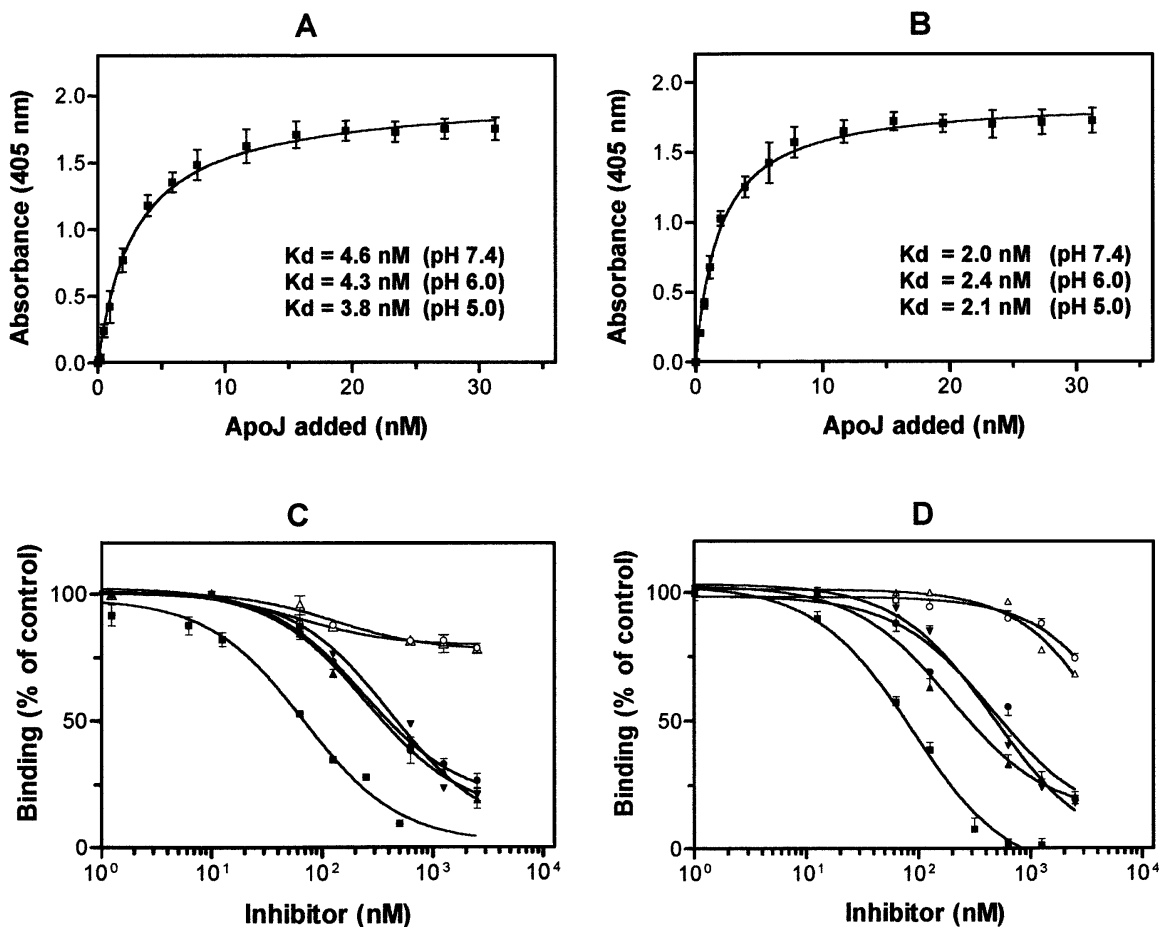 A
2.0
1.5
1.0
0.5
0.0
Absorbance (405 nm)
Kd = 4.6 nM (pH 7.4)
Kd = 4.3 nM (pH 6.0)
Kd = 3.8 nM (pH 5.0)
0 10 20 30
ApoJ added (nM)
B
2.0
1.5
1.0
0.5
0.0
Absorbance (405 nm)
Kd = 2.0 nM (pH 7.4)
Kd = 2.4 nM (pH 6.0)
Kd = 2.1 nM (pH 5.0)
0 10 20 30
ApoJ added (nM)
C
100
50
0
Binding (% of control)
10⁰ 10¹ 10² 10³ 10⁴
Inhibitor (nM)
D
100
75
50
25
0
Binding (% of control)
10⁰ 10¹ 10² 10³ 10⁴
Inhibitor (nM)